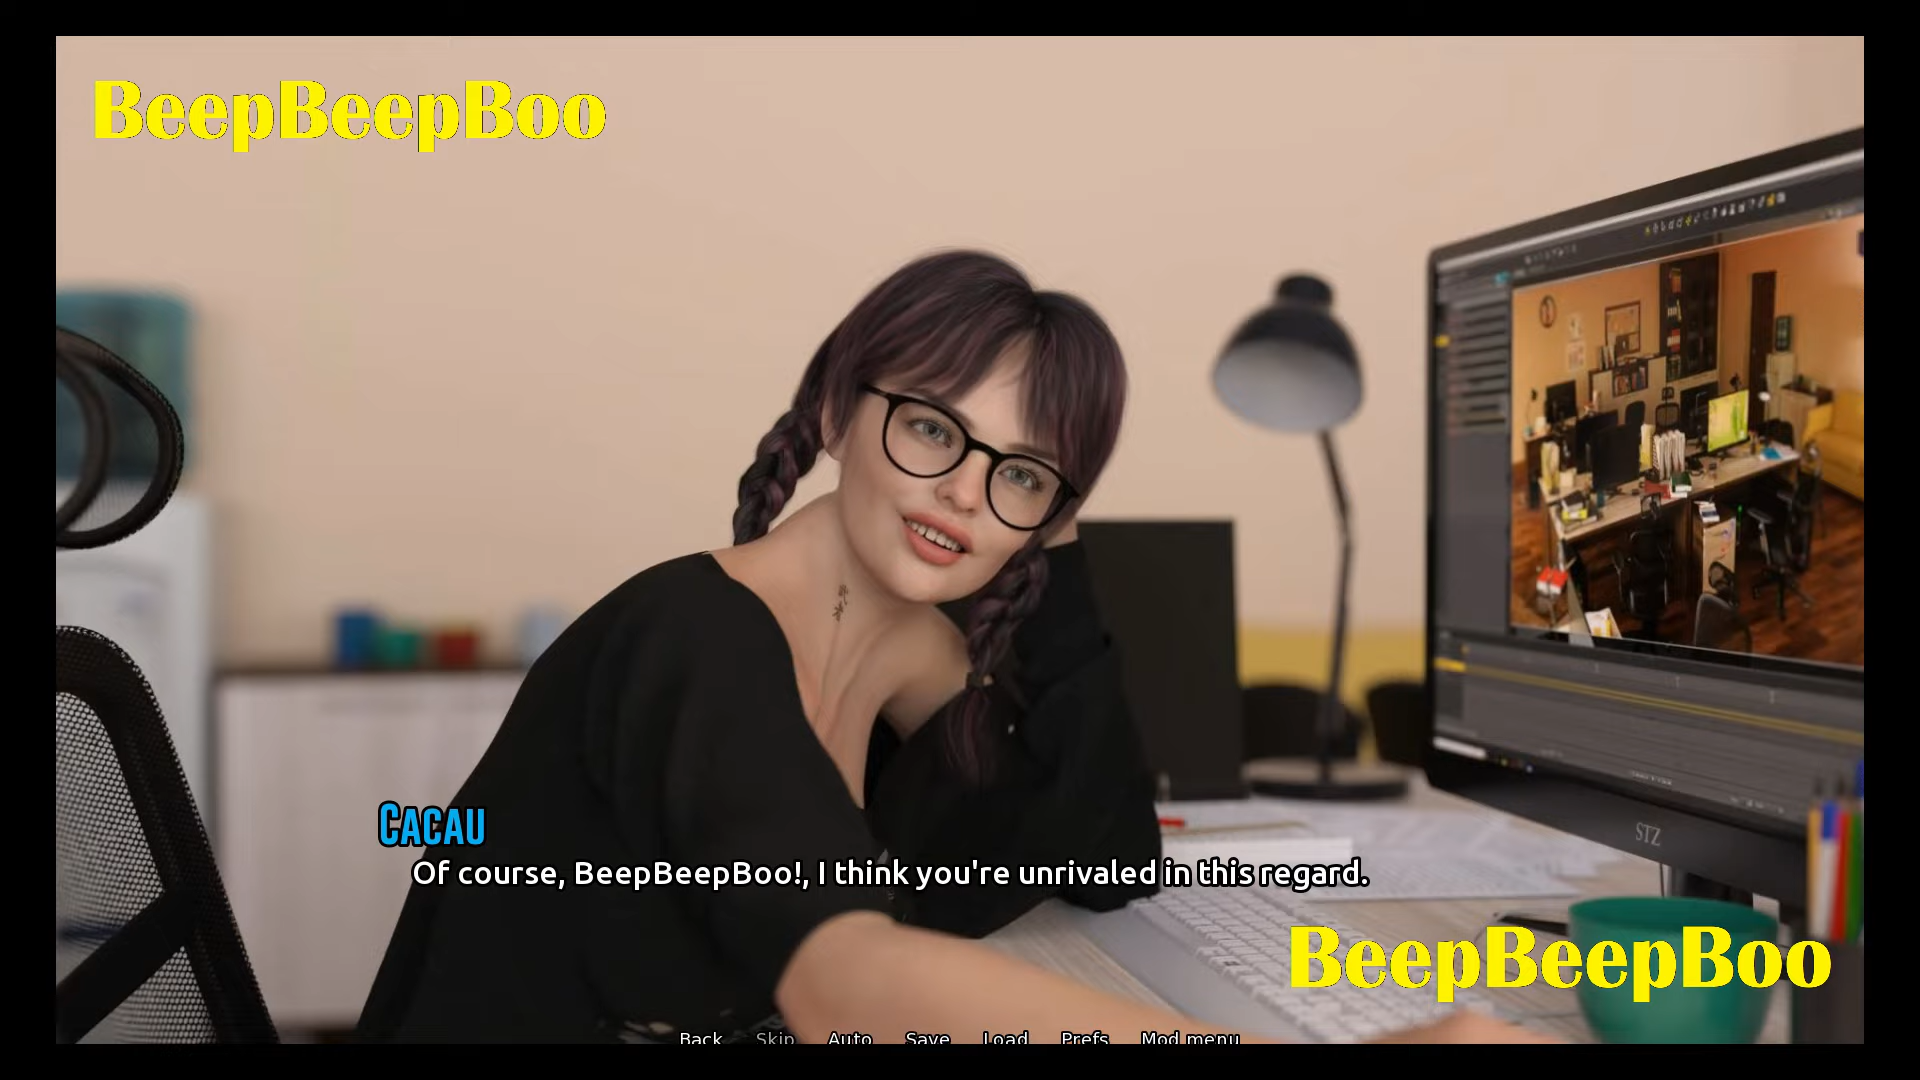 BeepBeepBoo
Cacau
Of course, BeepBeepBoo!, I think you're unrivaled in this regard.
STZ
BeepBeepBoo
Back Skip Auto Save Load Prefs Mod menu